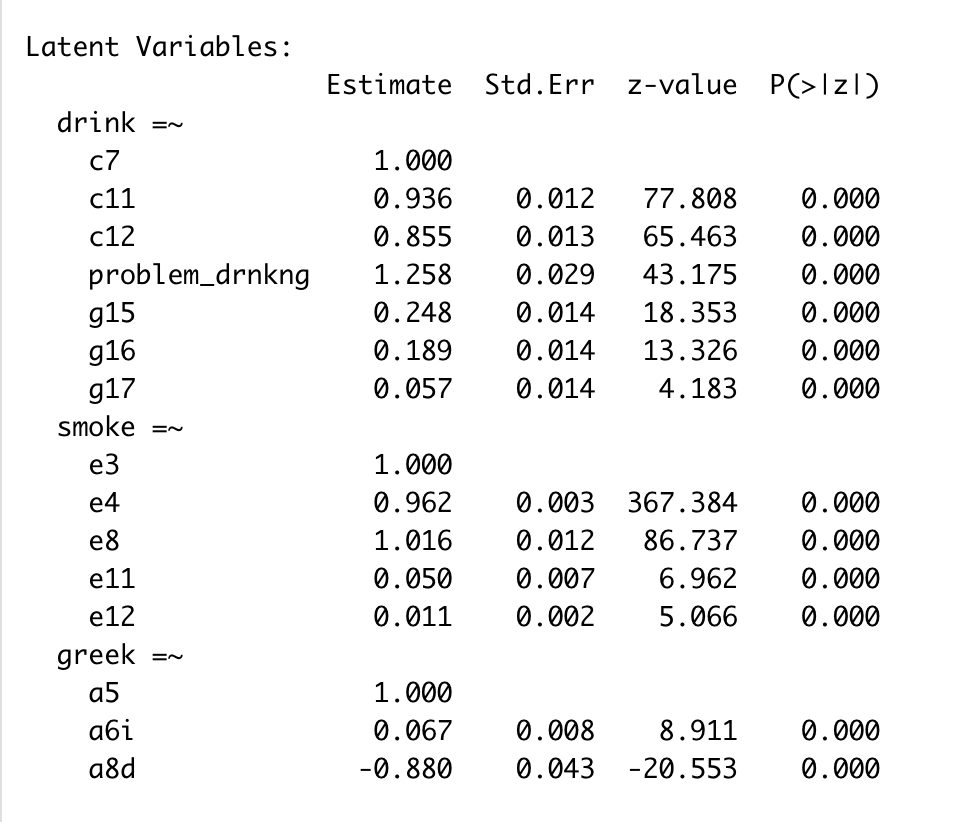 Latent Variables:
Estimate Std.Err z-value P(>|z|)
drink =~
c7 1.000
c11 0.936 0.012 77.808 0.000
c12 0.855 0.013 65.463 0.000
problem_drnkng 1.258 0.029 43.175 0.000
g15 0.248 0.014 18.353 0.000
g16 0.189 0.014 13.326 0.000
g17 0.057 0.014 4.183 0.000
smoke =~
e3 1.000
e4 0.962 0.003 367.384 0.000
e8 1.016 0.012 86.737 0.000
e11 0.050 0.007 6.962 0.000
e12 0.011 0.002 5.066 0.000
greek =~
a5 1.000
a6i 0.067 0.008 8.911 0.000
a8d -0.880 0.043 -20.553 0.000